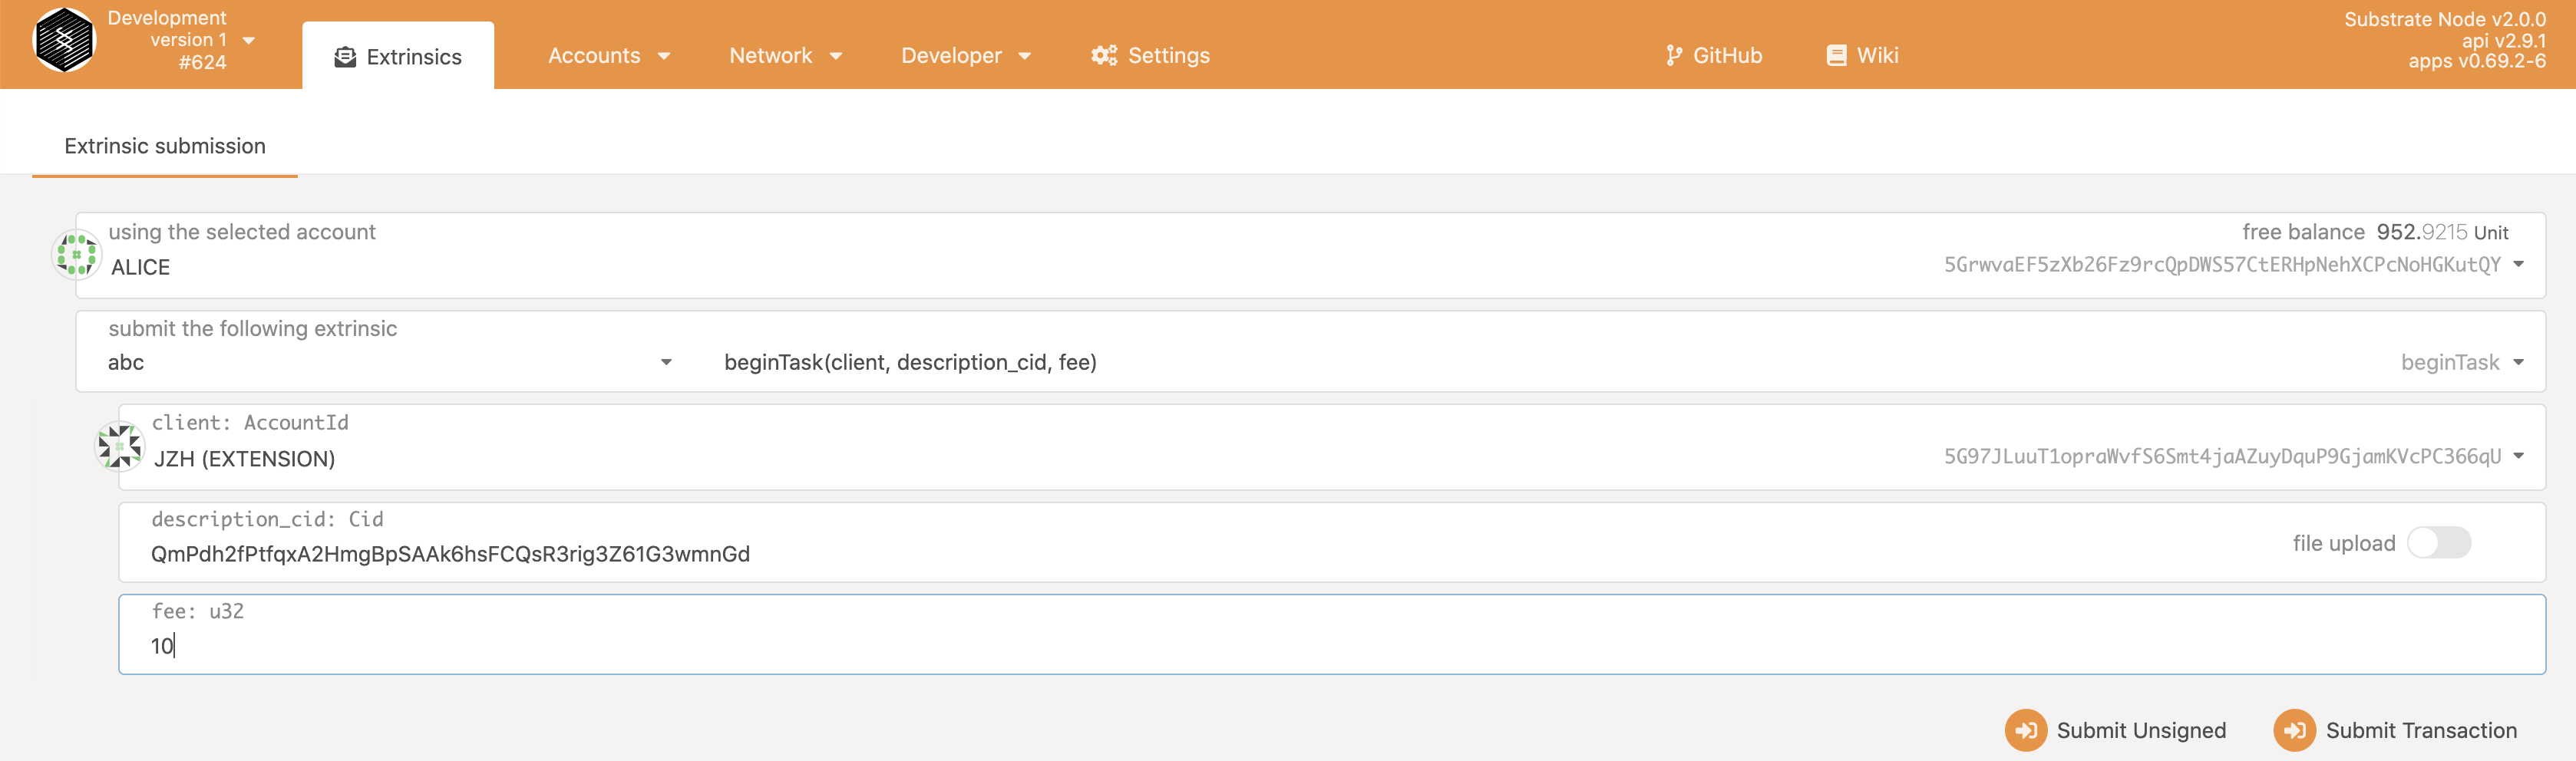 Development
version 1
#624
Extrinsics
Accounts
Network
Developer
Settings
GitHub
Wiki
Substrate Node v2.0.0
api v2.9.1
apps v0.69.2-6
Extrinsic submission
using the selected account
free balance 952.9215 Unit
ALICE
5GrwvaEF5zXb26Fz9rcQpDWS57CtERHpNehXCPcNoHGKutQY
submit the following extrinsic
abc
beginTask(client, description_cid, fee)
beginTask
client: AccountId
JZH (EXTENSION)
5G97JLuuT1opraWvfS6Smt4jaAZuyDquP9GjamKVcPC366qU
description_cid: Cid
QmPdh2fPtfqxA2HmgBpSAAk6hsFCQsR3rig3Z61G3wmnGd
file upload
fee: u32
10
Submit Unsigned
Submit Transaction